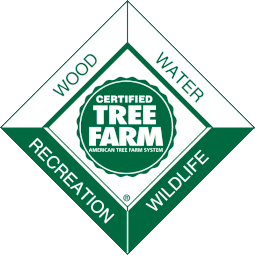 WOOD
WATER
CERTIFIED
TREE
FARM
AMERICAN TREE FARM SYSTEM
RECREATION
WILDLIFE
®